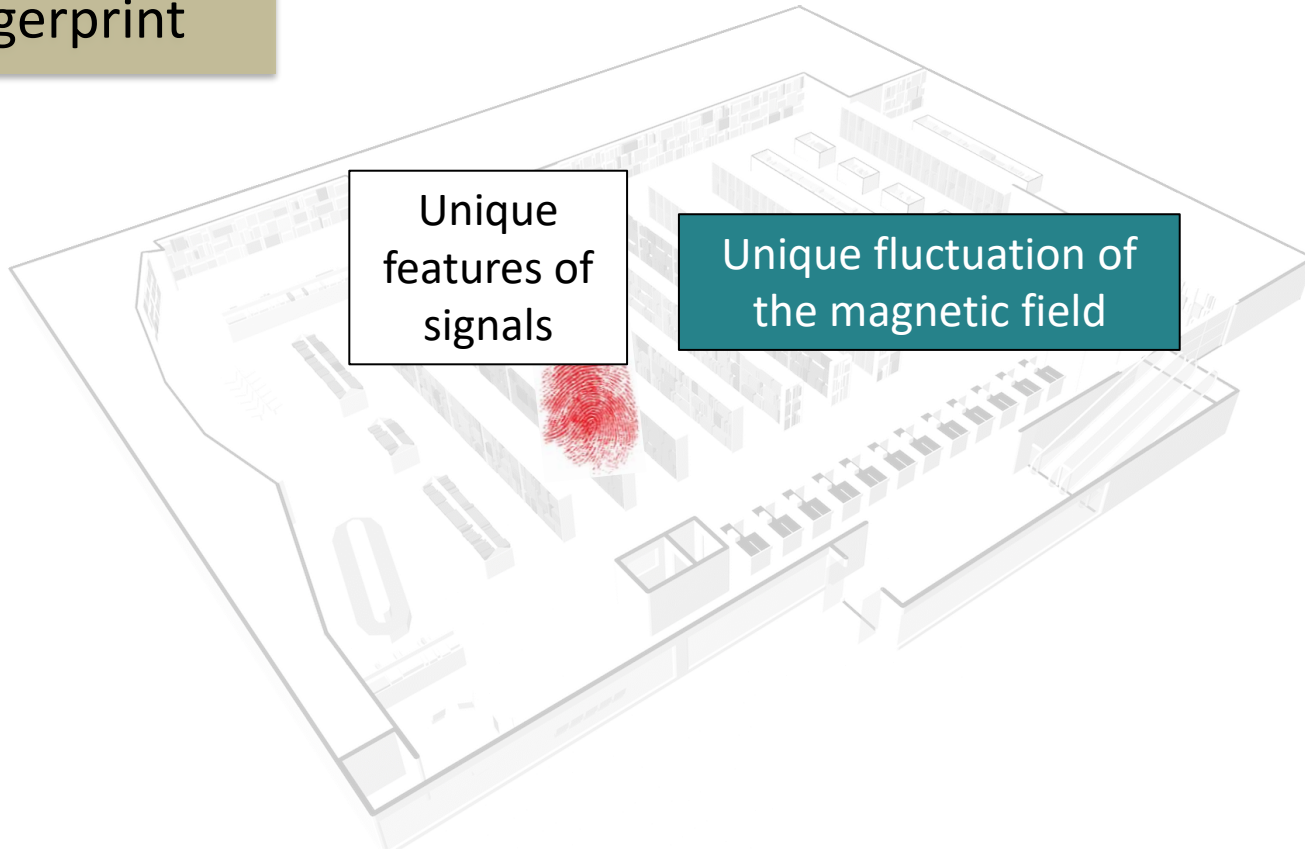 gerprint
Unique
features of
signals
Unique fluctuation of
the magnetic field